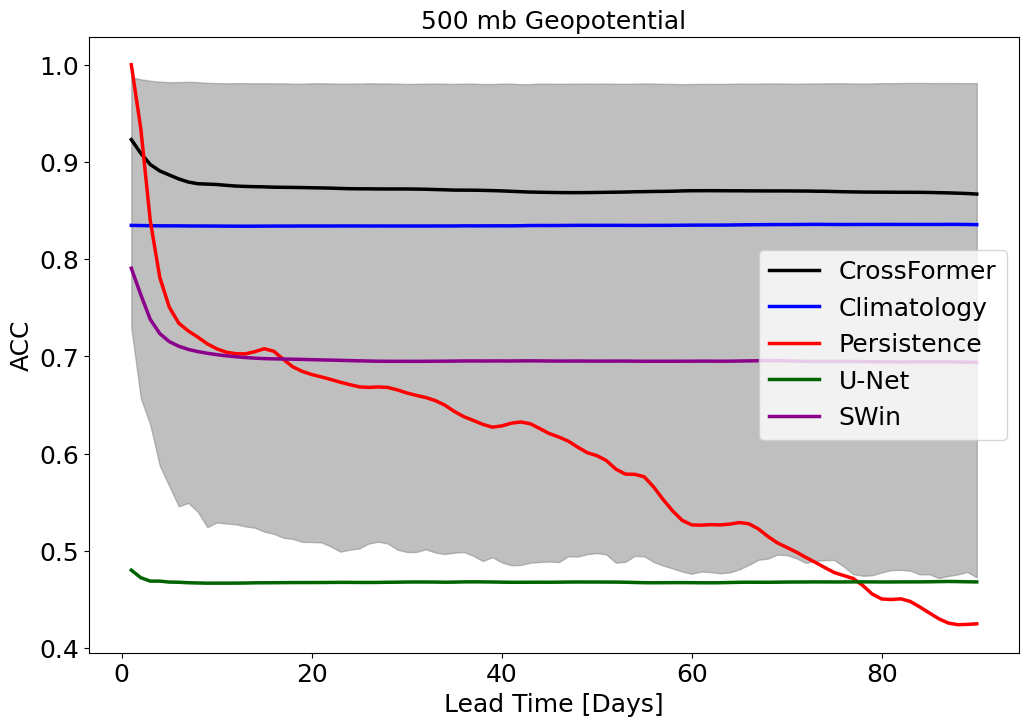 500 mb Geopotential
1.0
0.9
0.8
0.7
0.6
0.5
0.4
ACC
CrossFormer
Climatology
Persistence
U-Net
SWin
0 20 40 60 80
Lead Time [Days]